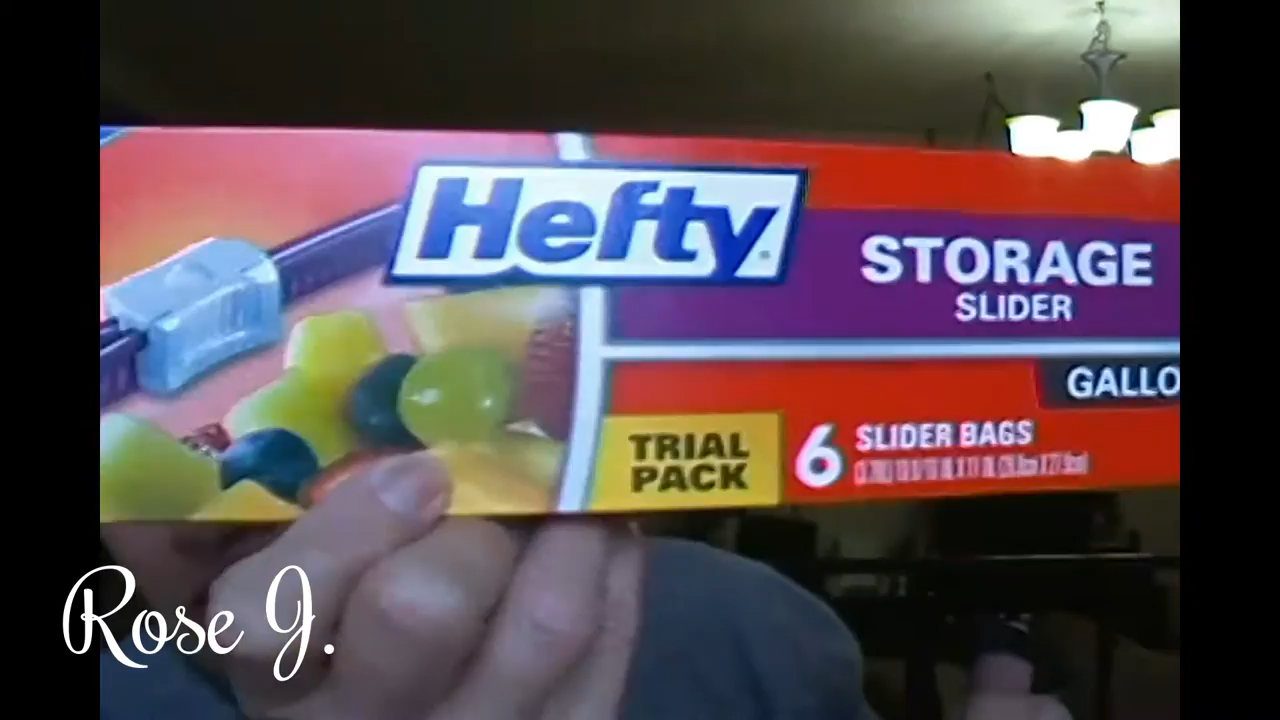 Hefty
STORAGE
SLIDER
GALLO
TRIAL
PACK
6 SLIDER BAGS
Rose J.